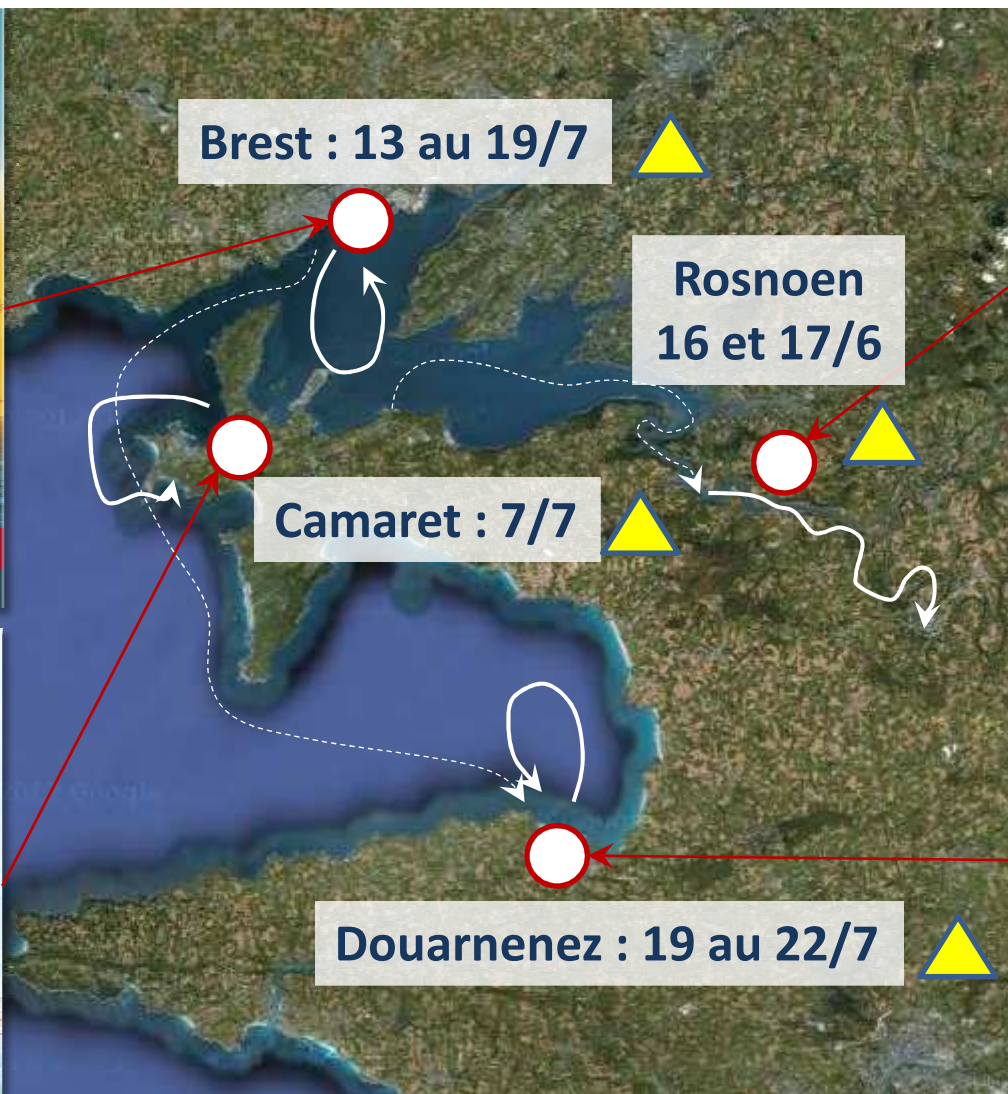 Brest : 13 au 19/7
Rosnoen
16 et 17/6
Camaret : 7/7
Douarnenez : 19 au 22/7